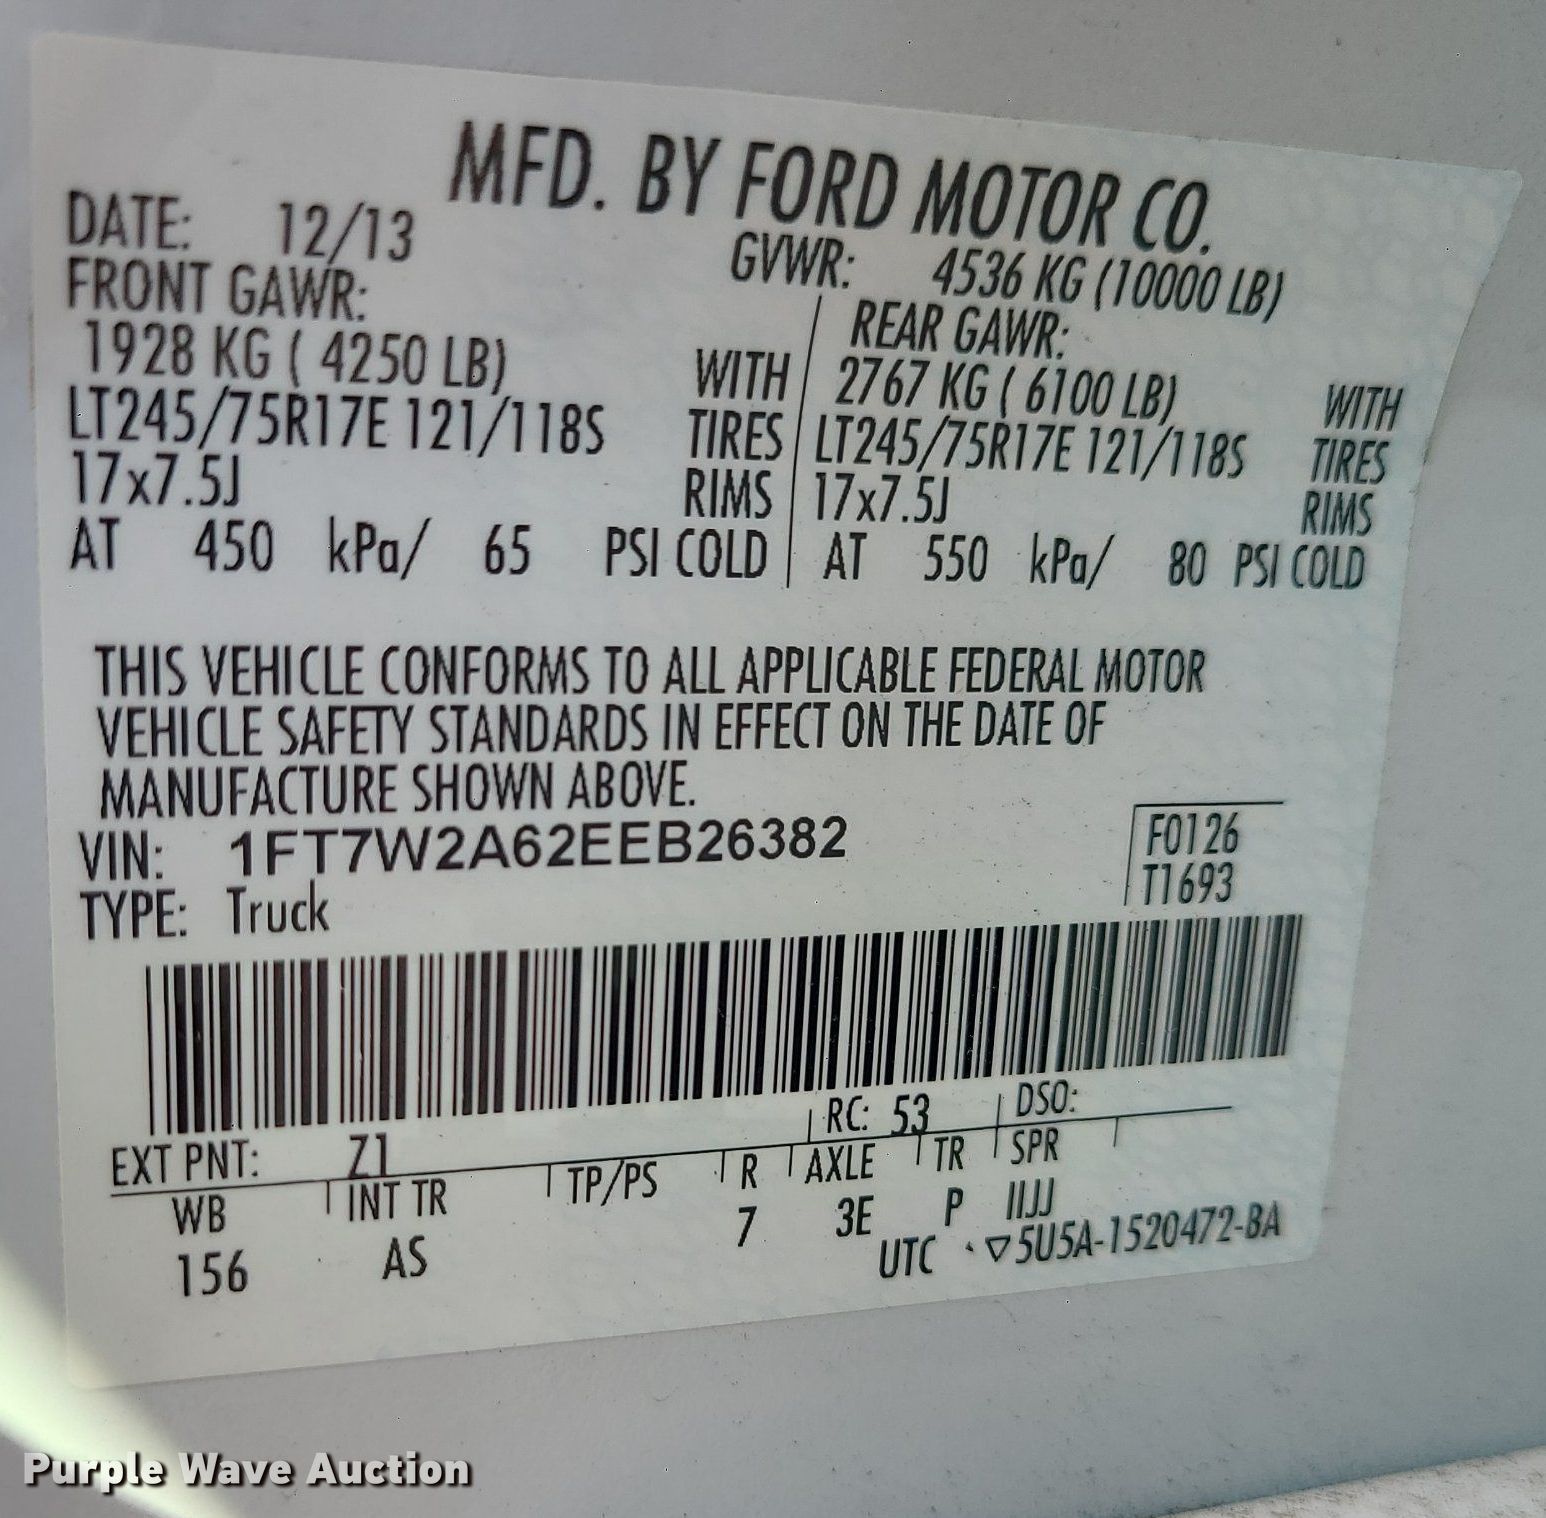 MFD. BY FORD MOTOR CO.
DATE: 12/13
GVWR: 4536 KG (10000 LB)
FRONT GAWR:
1928 KG ( 4250 LB) WITH
LT245/75R17E 121/118S TIRES
17x7.5J RIMS
AT 450 kPa/ 65 PSI COLD
REAR GAWR:
2767 KG ( 6100 LB) WITH
LT245/75R17E 121/118S TIRES
17x7.5J RIMS
AT 550 kPa/ 80 PSI COLD
THIS VEHICLE CONFORMS TO ALL APPLICABLE FEDERAL MOTOR
VEHICLE SAFETY STANDARDS IN EFFECT ON THE DATE OF
MANUFACTURE SHOWN ABOVE.
VIN: 1FT7W2A62EEB26382
TYPE: Truck
F0126
T1693
EXT PNT: Z1 RC: 53 DSO:
WB INT TR TP/PS R AXLE TR SPR
156 AS 7 3E P IIJJ
UTC ▽5U5A-1520472-BA
Purple Wave Auction